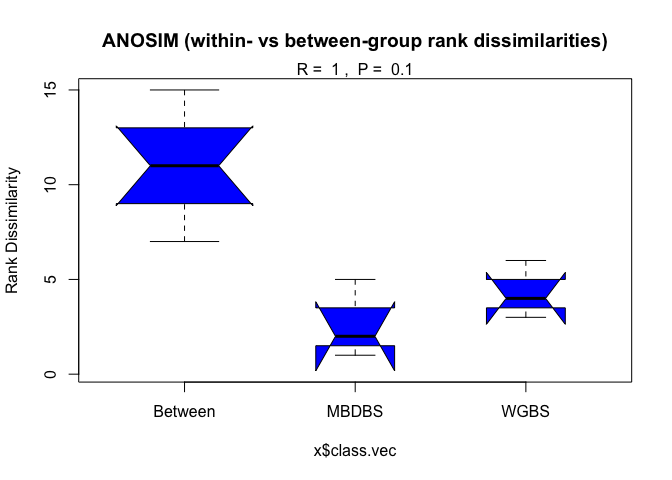 ANOSIM (within- vs between-group rank dissimilarities)
R =  1 ,  P =  0.1
15
10
5
0
Rank Dissimilarity
Between
MBDBS
WGBS
x$class.vec